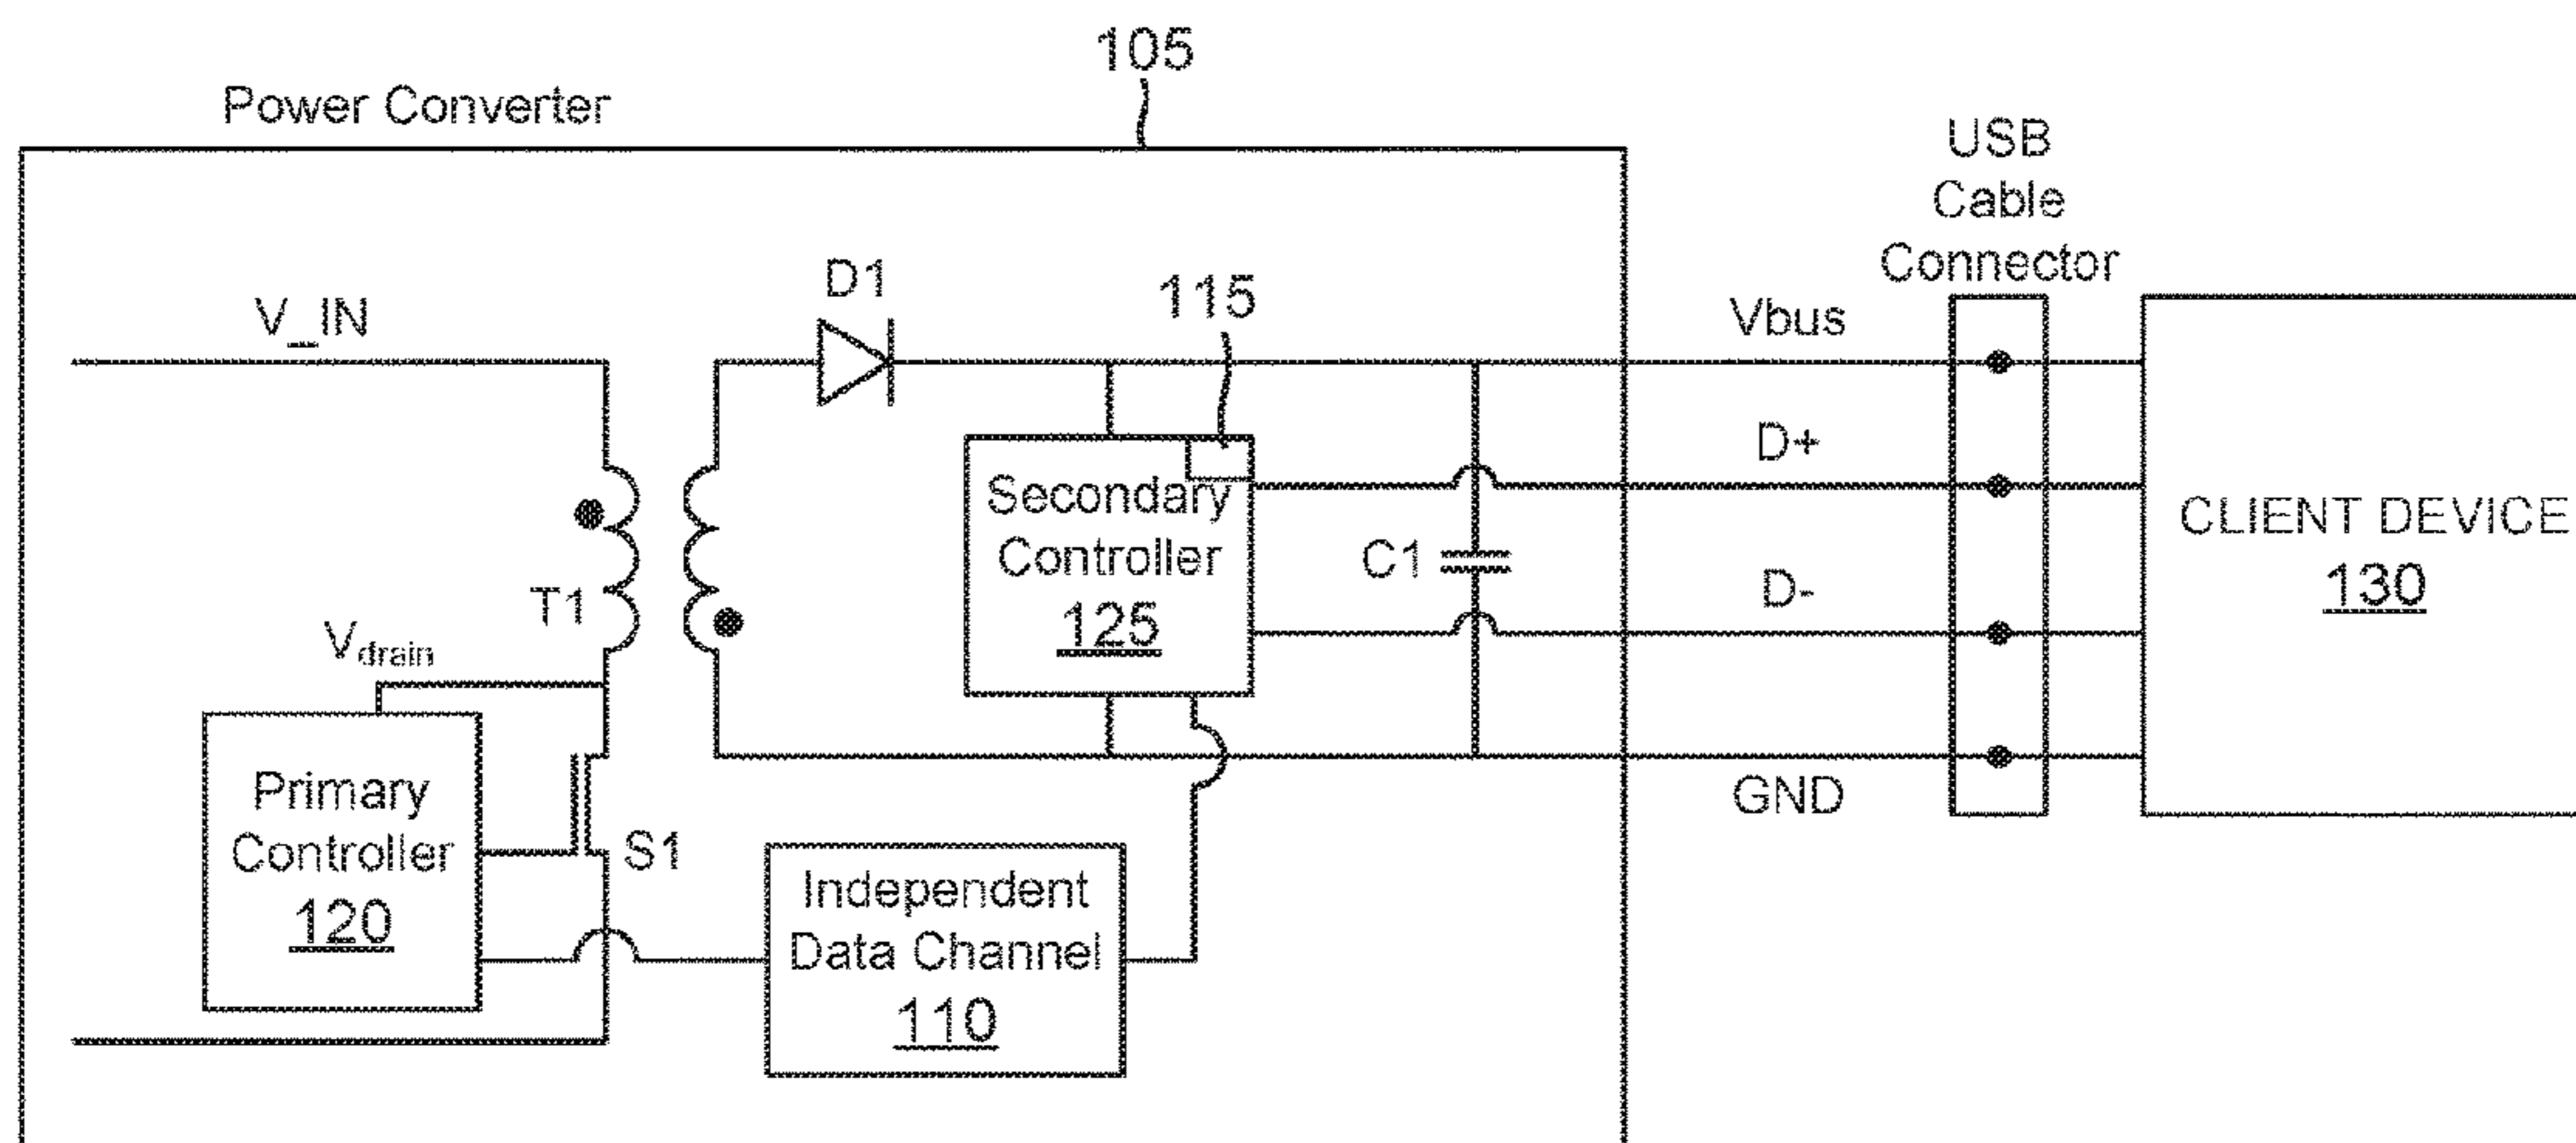 105
Power Converter
USB
Cable
Connector
D1
115
V_IN
Vbus
D+
Secondary
Controller
125
C1
CLIENT DEVICE
130
D-
T1
Vdrain
GND
Primary
Controller
120
S1
Independent
Data Channel
110